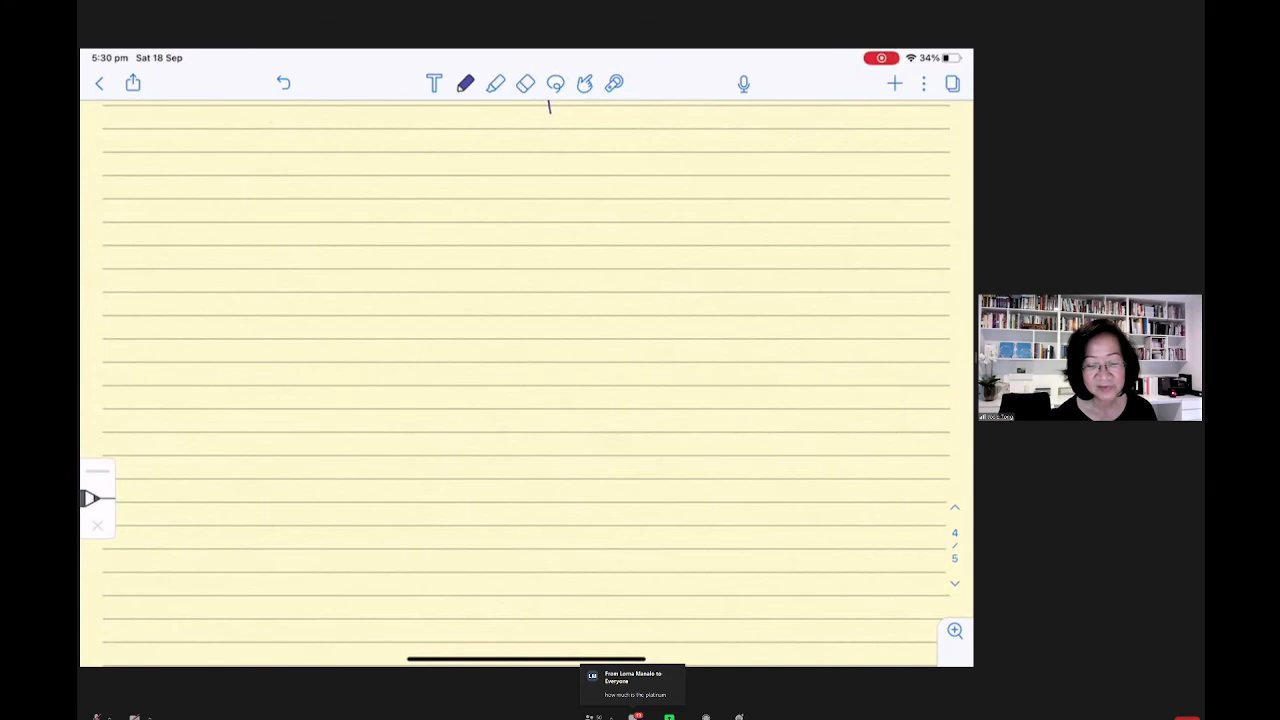 5:30 pm Sat 18 Sep
34%
T
4
/
5
LM
From Lorna Manalo to
Everyone
how much is the platinum